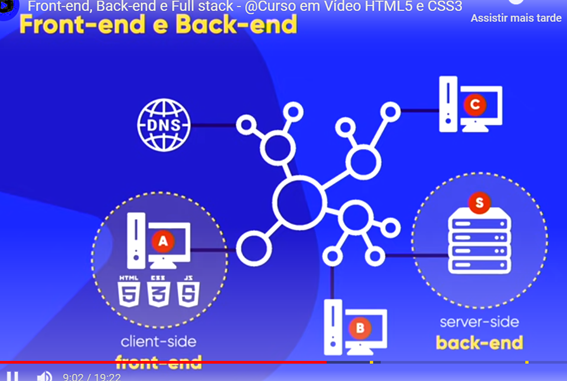 Front-end, Back-end e Full stack - @Curso em Vídeo HTML5 e CSS3
Assistir mais tarde
Front-end e Back-end
DNS
C
A
S
HTML CSS JS
5 3 5
B
client-side
front-end
server-side
back-end
9:02 / 19:22